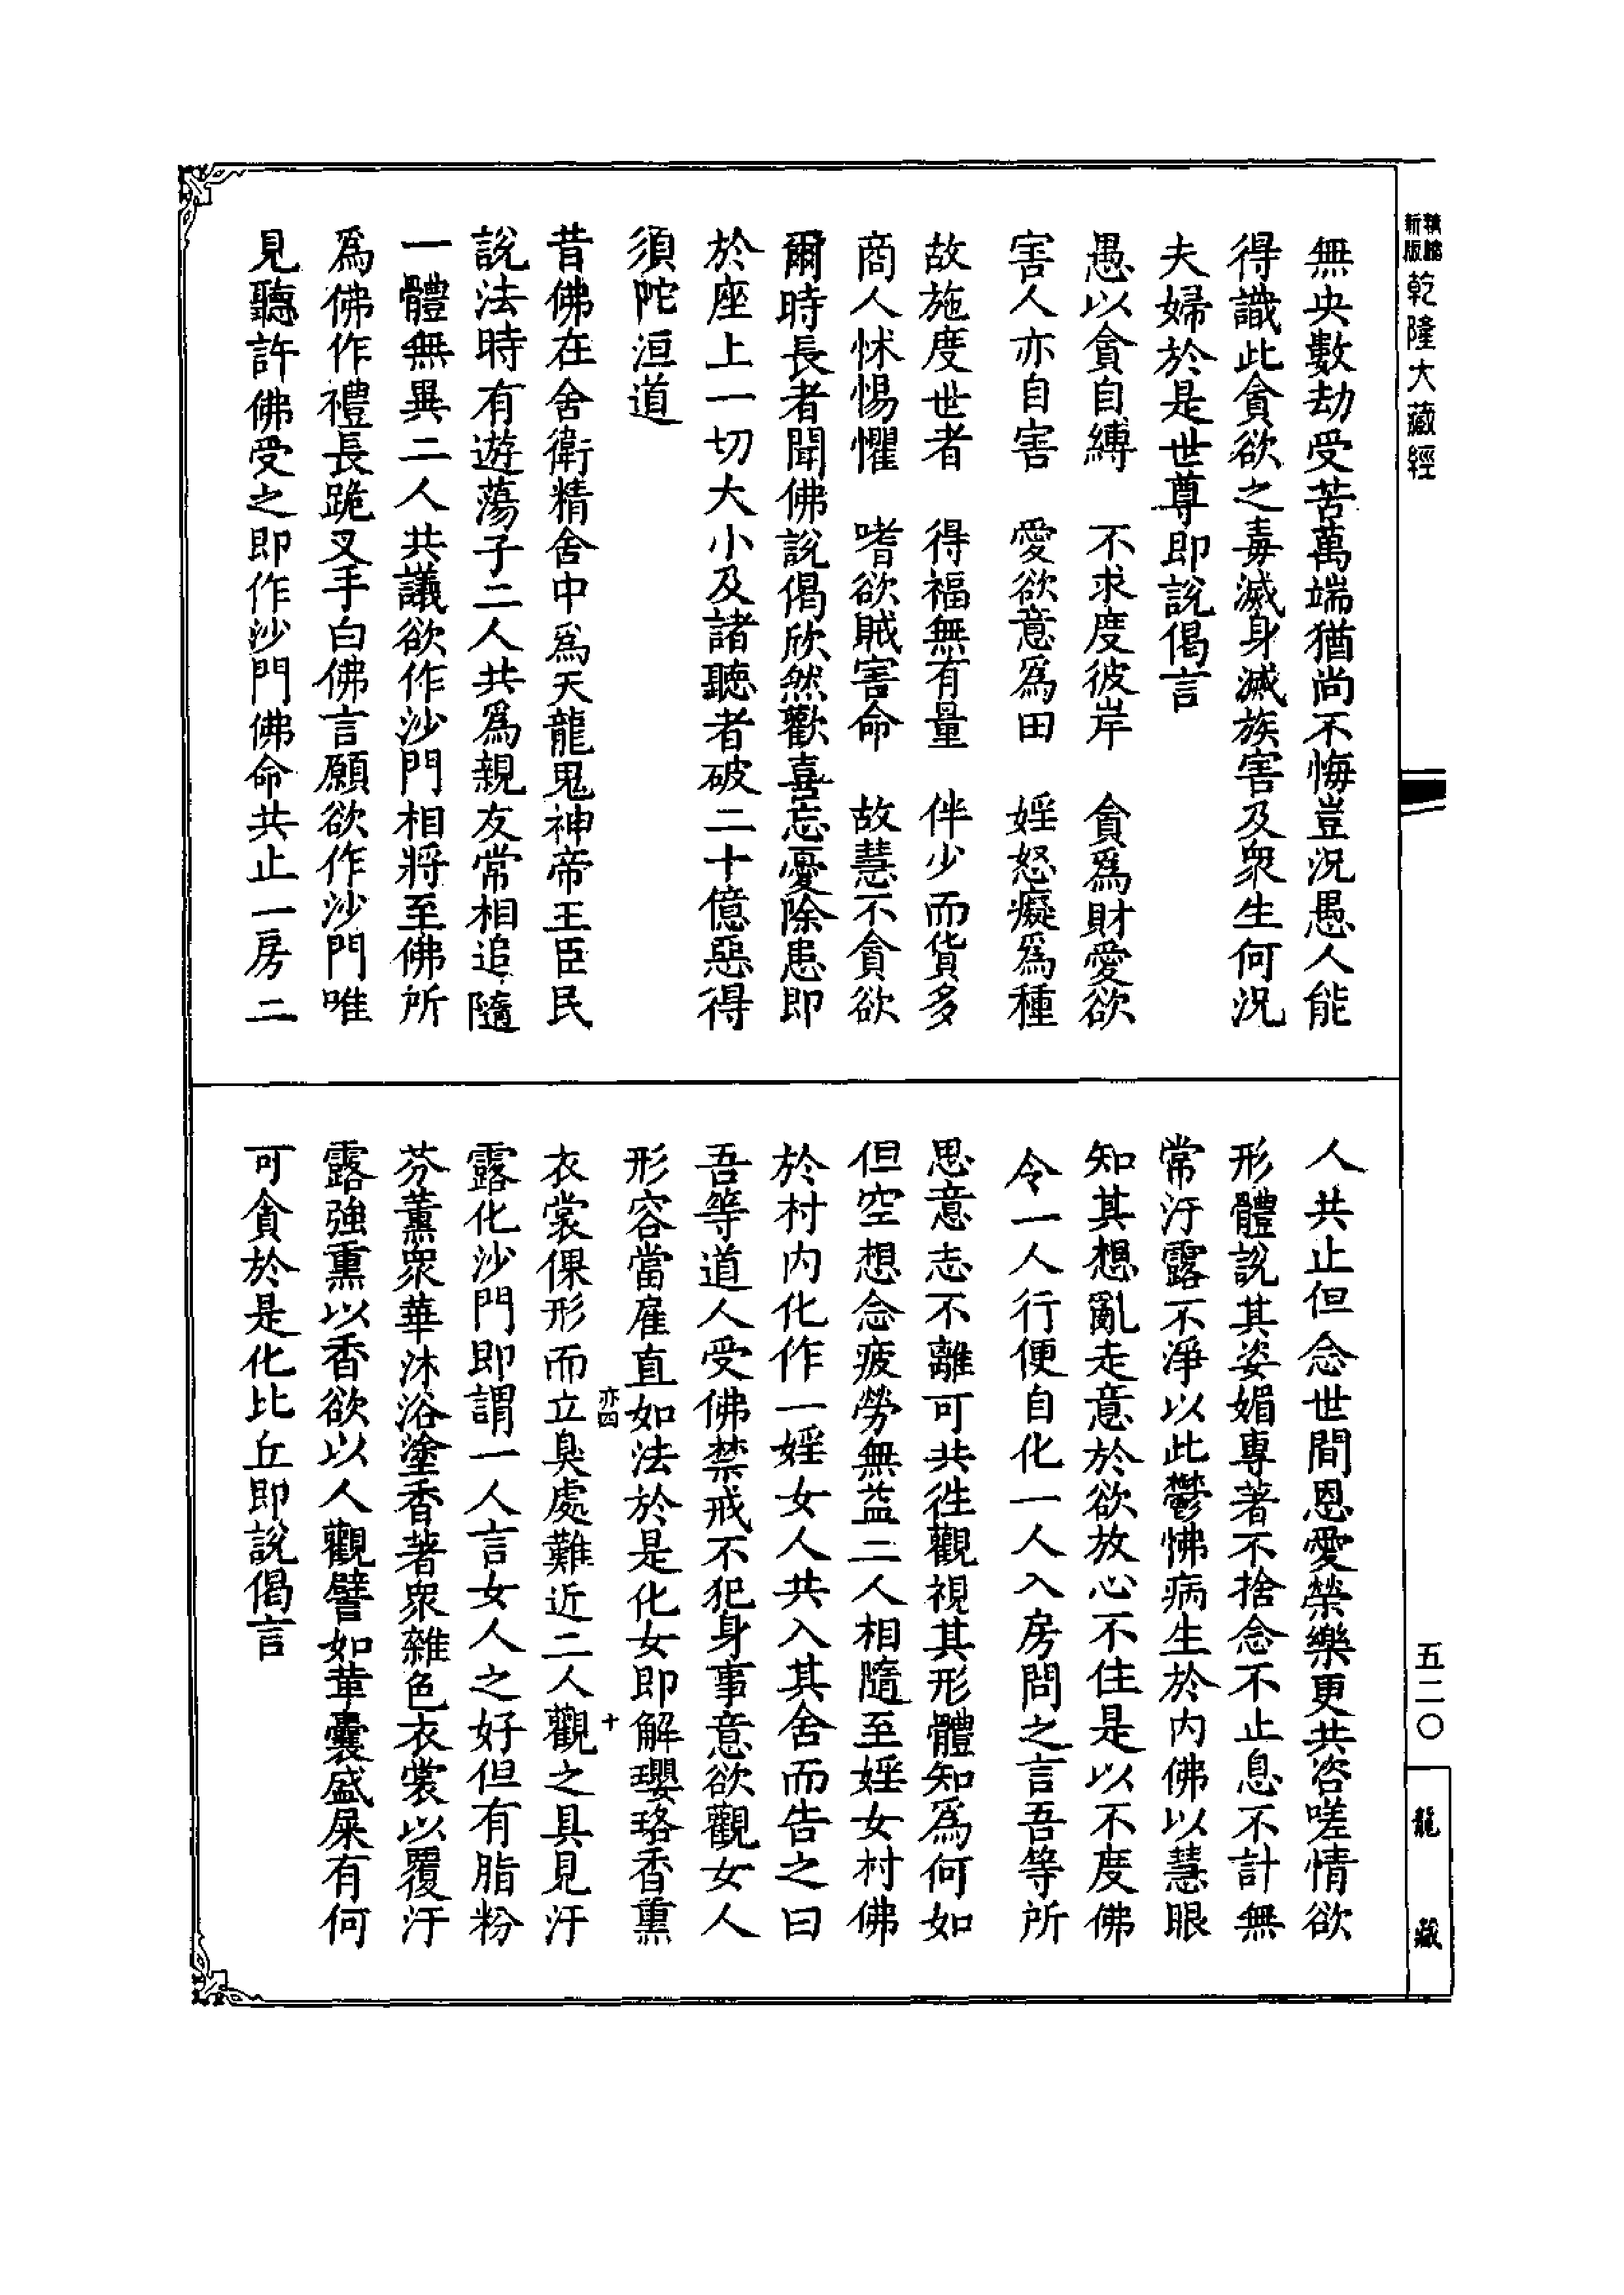 精縮新版乾隆大藏經
無央數劫受苦萬端猶尚不悔豈況愚人能
得識此貪欲之毒滅身滅族害及衆生何況
夫婦於是世尊即說偈言
愚以貪自縛　不求度彼岸　貪爲財愛欲
害人亦自害　愛欲意爲田　婬怒癡爲種
故施度世者　得福無有量　伴少而貨多
商人怵惕懼　嗜欲賊害命　故慧不貪欲
爾時長者聞佛說偈欣然歡喜忘憂除患即
於座上一切大小及諸聽者破二十億惡得
須陀洹道
昔佛在舍衛精舍中爲天龍鬼神帝王臣民
說法時有遊蕩子二人共爲親友常相追隨
一體無異二人共議欲作沙門相將至佛所
爲佛作禮長跪叉手白佛言願欲作沙門唯
見聽許佛受之即作沙門佛命共止一房二
人共止但念世間恩愛榮樂更共咨嗟情欲
形體說其姿媚專著不捨念不止息不計無
常汙露不淨以此鬱怫病生於內佛以慧眼
知其想亂走意於欲放心不住是以不度佛
令一人行便自化一人入房問之言吾等所
思意志不離可共往觀視其形體知爲何如
但空想念疲勞無益二人相隨至婬女村佛
於村內化作一婬女人共入其舍而告之曰
吾等道人受佛禁戒不犯身事意欲觀女人
形容當雇直如法於是化女即解瓔珞香薰
亦四　十
衣裳倮形而立臭處難近二人觀之具見汙
露化沙門即謂一人言女人之好但有脂粉
芬薰衆華沐浴塗香著衆雜色衣裳以覆汙
露強薰以香欲以人觀譬如革囊盛屎有何
可貪於是化比丘即說偈言
五二〇
龍藏